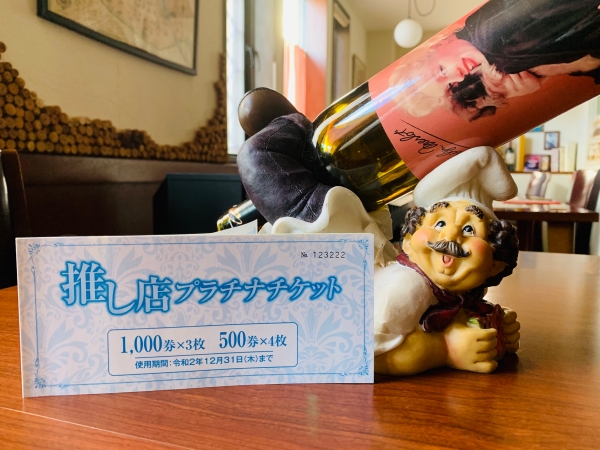 № 123222
推し店プラチナチケット
1,000券×3枚 500券×4枚
使用期間:令和2年12月31日(木)まで